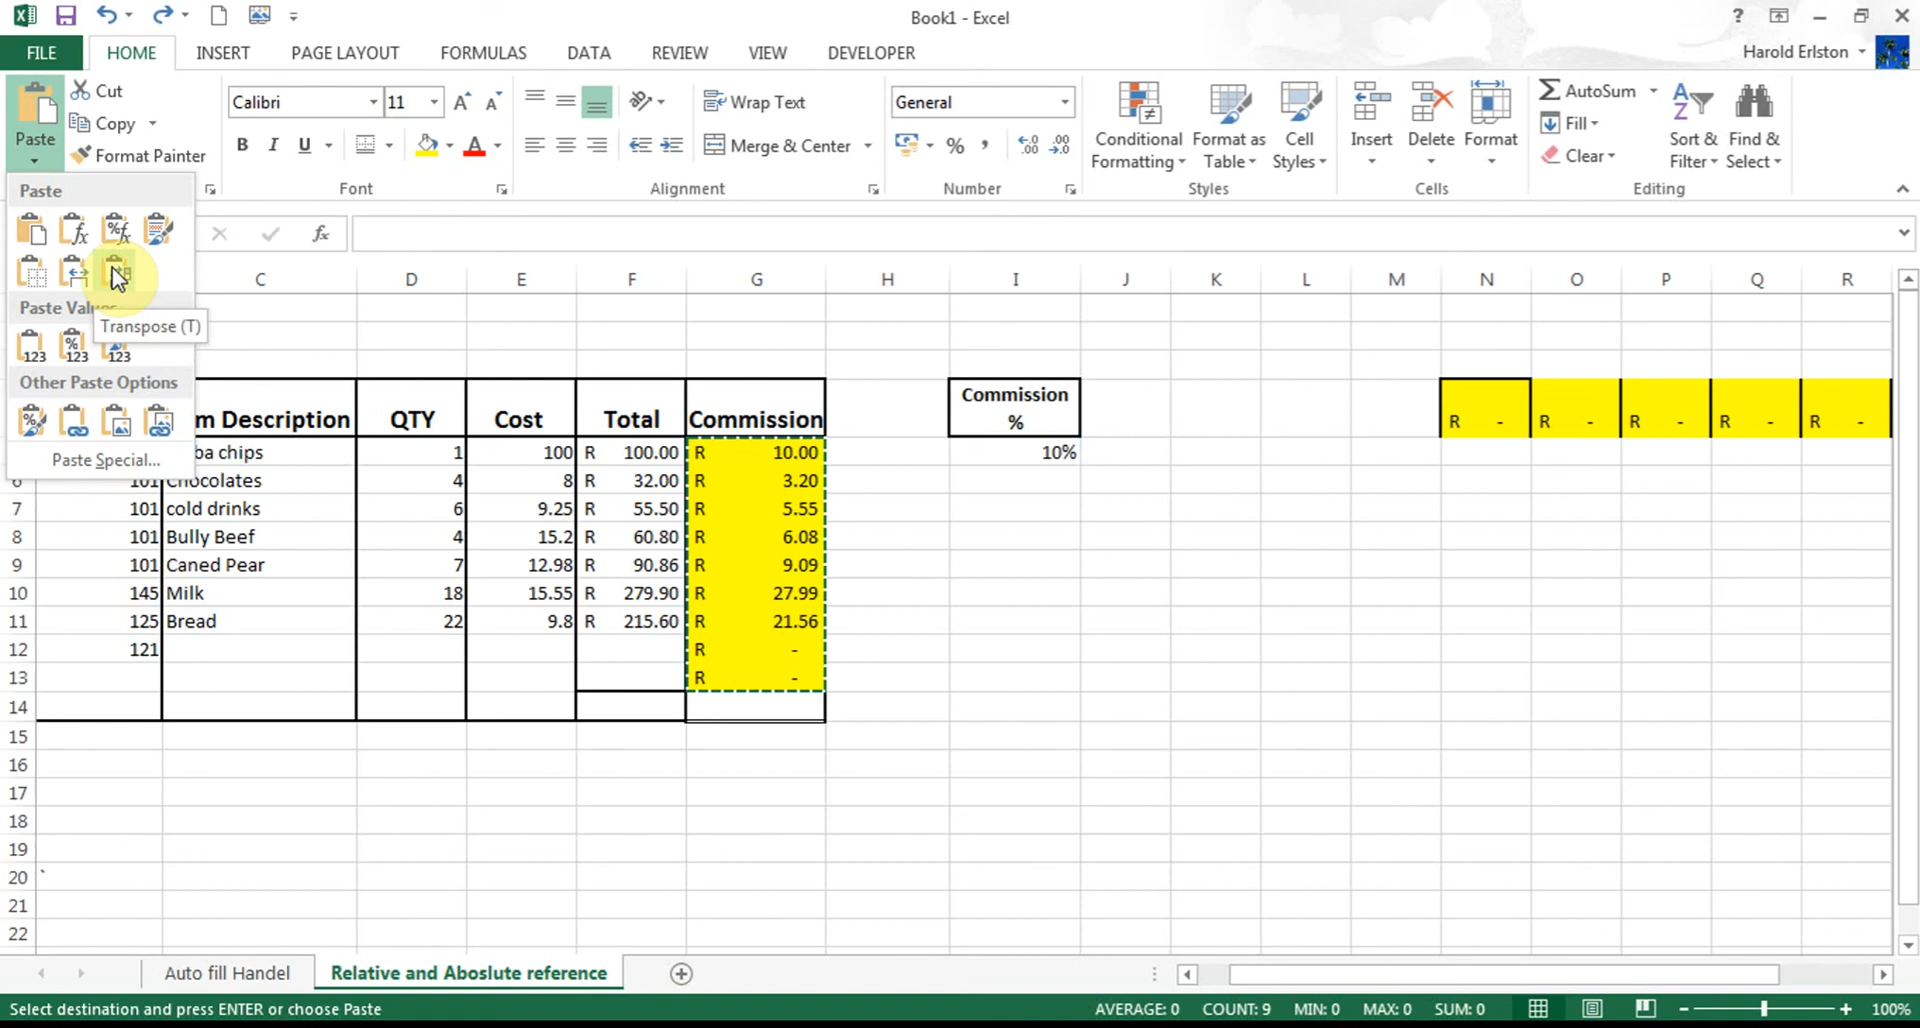 Book1 - Excel
?
FILE HOME INSERT PAGE LAYOUT FORMULAS DATA REVIEW VIEW DEVELOPER Harold Erlston
Paste
Cut
Copy
Format Painter
Calibri 11
B I U
Font
Wrap Text
Merge & Center
Alignment
General
%
Number
Conditional Formatting
Format as Table
Cell Styles
Styles
Insert Delete Format
Cells
AutoSum
Fill
Clear
Sort & Filter
Find & Select
Editing
Paste
Transpose (T)
123 123 123
Other Paste Options
Paste Special...
fx
C D E F G H I J K L M N O P Q R
m Description QTY Cost Total Commission Commission % R - R - R - R - R -
ba chips 1 100 R 100.00 R 10.00 10%
6 101 Chocolates 4 8 R 32.00 R 3.20
7 101 cold drinks 6 9.25 R 55.50 R 5.55
8 101 Bully Beef 4 15.2 R 60.80 R 6.08
9 101 Caned Pear 7 12.98 R 90.86 R 9.09
10 145 Milk 18 15.55 R 279.90 R 27.99
11 125 Bread 22 9.8 R 215.60 R 21.56
12 121 R -
13 R -
14
15
16
17
18
19
20 `
21
22
Auto fill Handel Relative and Aboslute reference
Select destination and press ENTER or choose Paste AVERAGE: 0 COUNT: 9 MIN: 0 MAX: 0 SUM: 0 100%